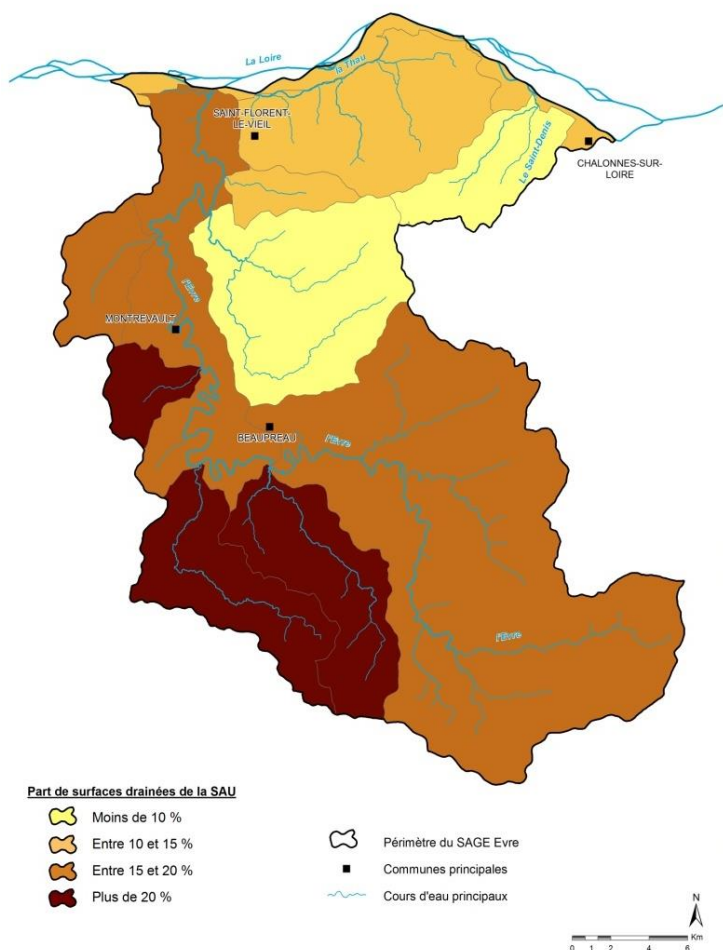 La Loire
la Thau
SAINT-FLORENT-
LE-VIEIL
Le Saint-Denis
CHALONNES-SUR-
LOIRE
l'Evre
MONTREVAULT
BEAUPREAU
l'Evre
l'Evre
Part de surfaces drainées de la SAU
Moins de 10 %
Entre 10 et 15 %
Entre 15 et 20 %
Plus de 20 %
Périmètre du SAGE Evre
Communes principales
Cours d'eau principaux
N
Km
0 1 2 4 6